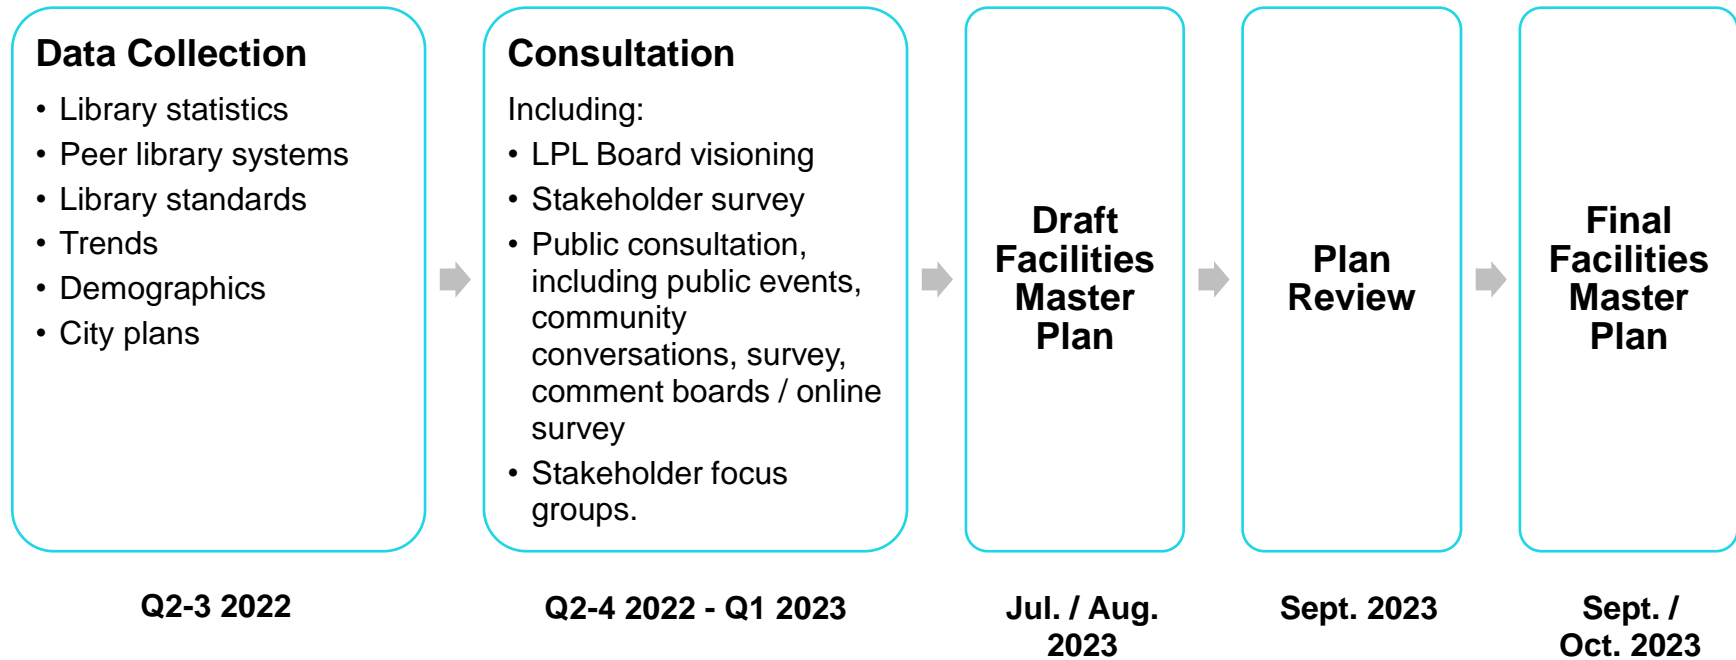 Data Collection
• Library statistics
• Peer library systems
• Library standards
• Trends
• Demographics
• City plans
Consultation
Including:
• LPL Board visioning
• Stakeholder survey
• Public consultation,
including public events,
community
conversations, survey,
comment boards / online
survey
• Stakeholder focus
groups.
Draft
Facilities
Master
Plan
Plan
Review
Final
Facilities
Master
Plan
Q2-3 2022
Q2-4 2022 - Q1 2023
Jul. / Aug.
2023
Sept. 2023
Sept. /
Oct. 2023